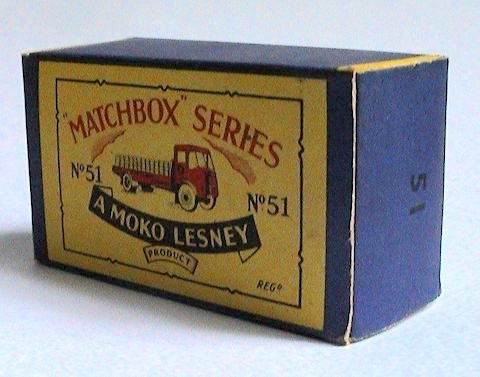 "MATCHBOX" SERIES
Nº51
Nº51
A MOKO LESNEY
PRODUCT
REGD
51